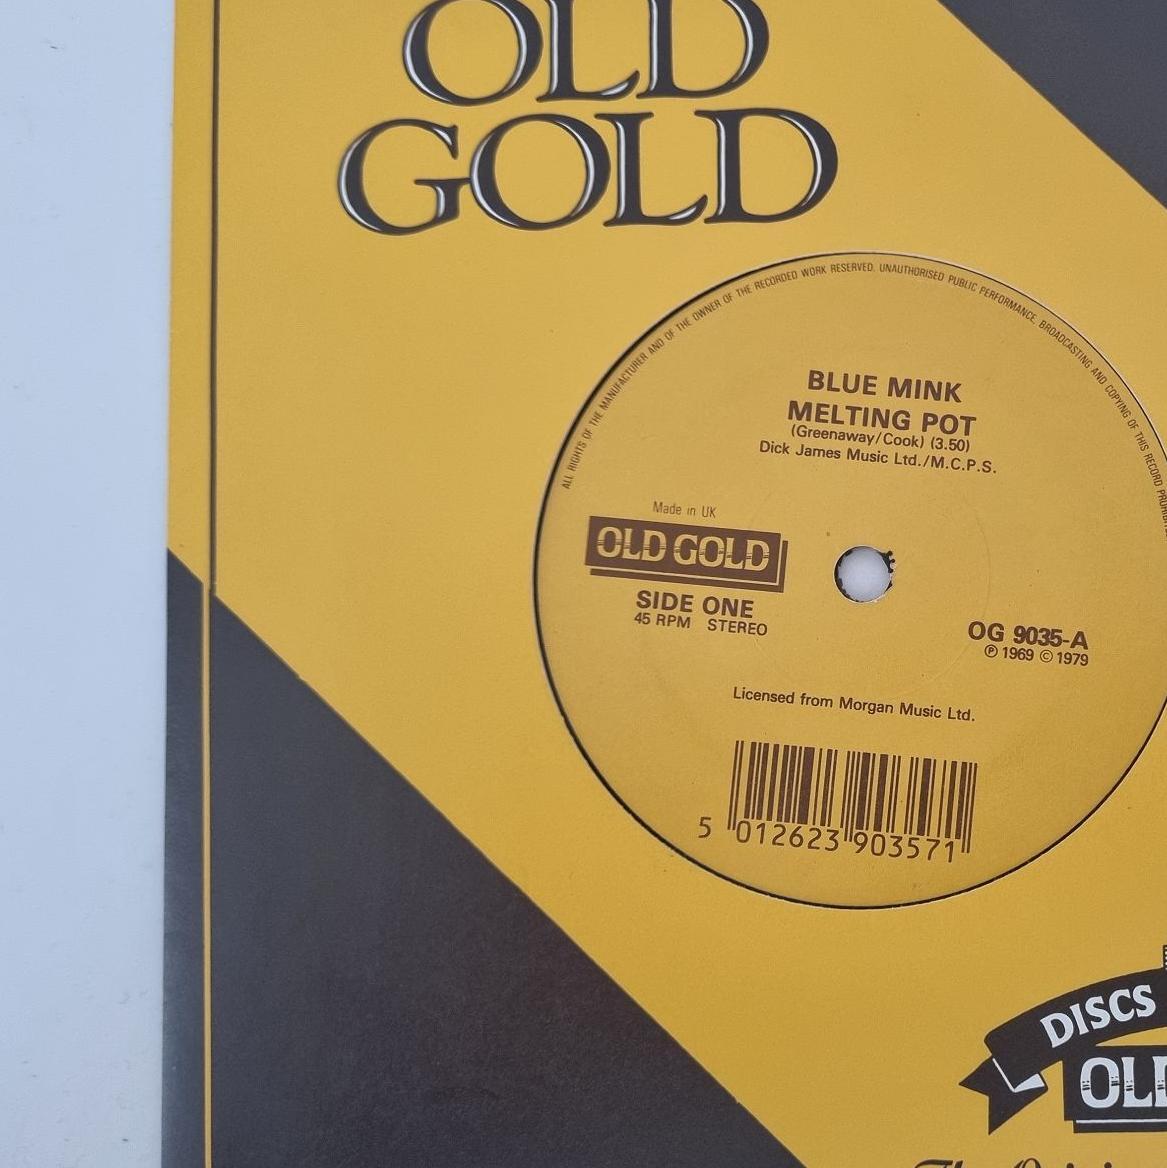 OLD
GOLD
ALL RIGHTS OF THE MANUFACTURER AND OF THE OWNER OF THE RECORDED WORK RESERVED. UNAUTHORISED PUBLIC PERFORMANCE, BROADCASTING AND COPYING OF THIS RECORD
BLUE MINK
MELTING POT
(Greenaway/Cook) (3.50)
Dick James Music Ltd./M.C.P.S.
Made in UK
OLD GOLD
SIDE ONE
45 RPM STEREO
OG 9035-A
℗ 1969 © 1979
Licensed from Morgan Music Ltd.
5 012623 903571
DISCS
OLD
The